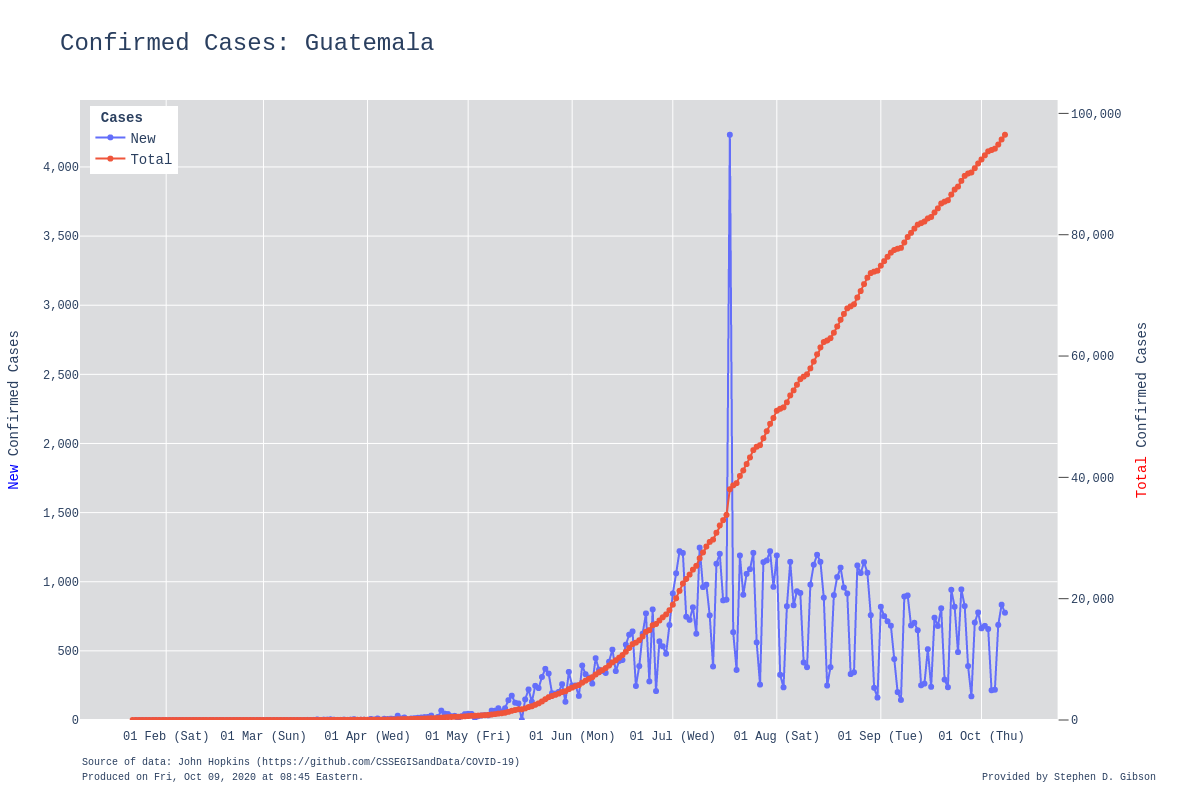 Confirmed Cases: Guatemala
Cases
New
Total
4,000
3,500
3,000
2,500
2,000
1,500
1,000
500
0
100,000
80,000
60,000
40,000
20,000
0
New Confirmed Cases
Total Confirmed Cases
01 Feb (Sat) 01 Mar (Sun) 01 Apr (Wed) 01 May (Fri) 01 Jun (Mon) 01 Jul (Wed) 01 Aug (Sat) 01 Sep (Tue) 01 Oct (Thu)
Source of data: John Hopkins (https://github.com/CSSEGISandData/COVID-19)
Produced on Fri, Oct 09, 2020 at 08:45 Eastern.
Provided by Stephen D. Gibson